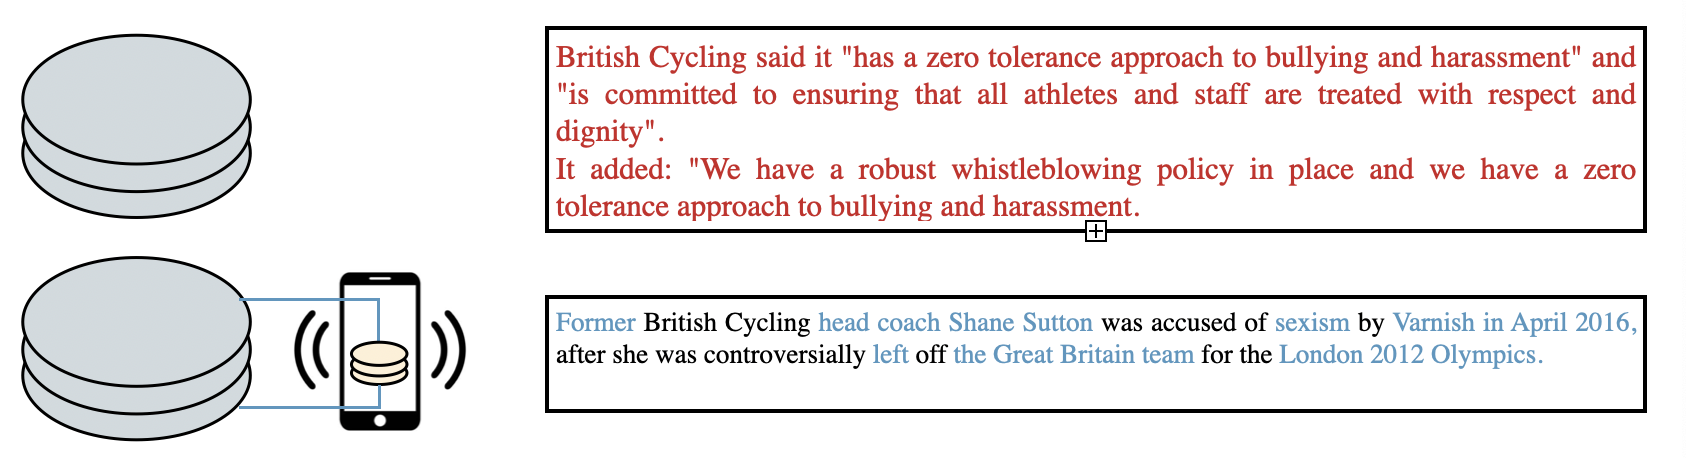 British Cycling said it "has a zero tolerance approach to bullying and harassment" and
"is committed to ensuring that all athletes and staff are treated with respect and
dignity".
It added: "We have a robust whistleblowing policy in place and we have a zero
tolerance approach to bullying and harassment.
Former British Cycling head coach Shane Sutton was accused of sexism by Varnish in April 2016,
after she was controversially left off the Great Britain team for the London 2012 Olympics.